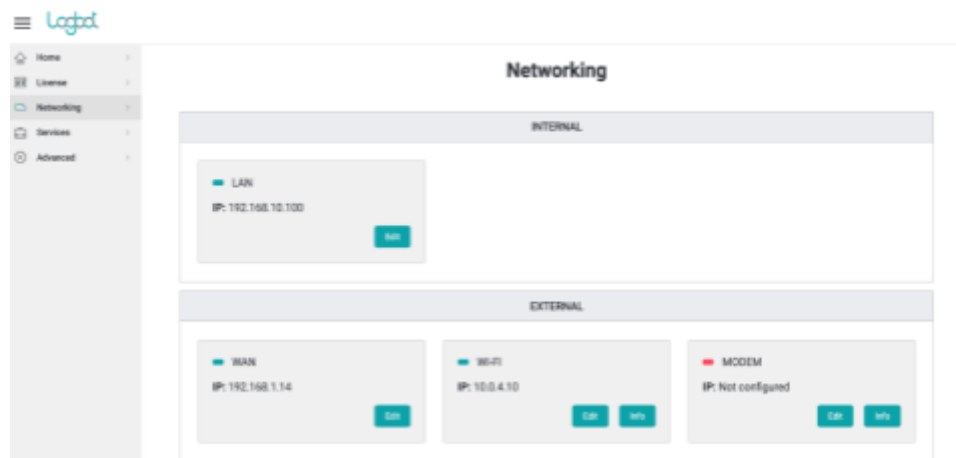 Logbot
Home
License
Networking
Services
Advanced
Networking
INTERNAL
LAN
IP: 192.168.10.100
Edit
EXTERNAL
WAN
IP: 192.168.1.14
Edit
WI-FI
IP: 10.0.4.10
Edit Info
MODEM
IP: Not configured
Edit Info